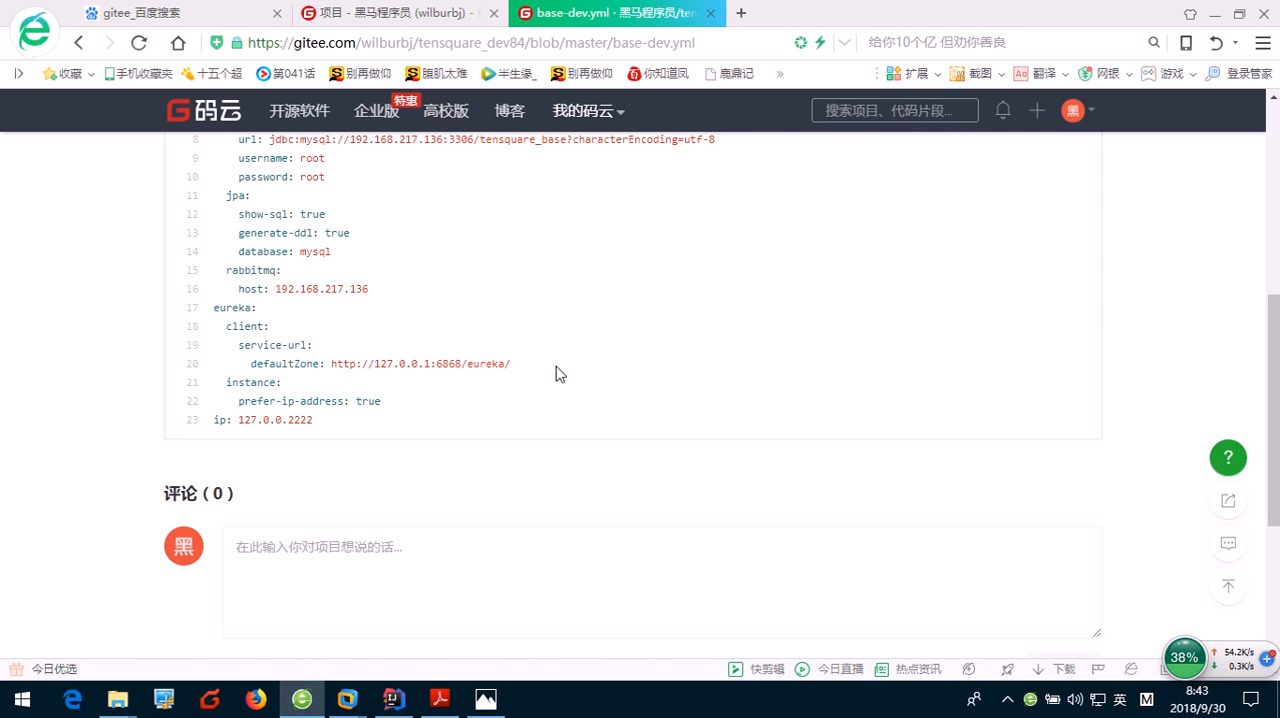 gitee_百度搜索
项目 - 黑马程序员 (wilburbj) -
base-dev.yml · 黑马程序员/ten
https://gitee.com/wilburbj/tensquare_dev84/blob/master/base-dev.yml
给你10个亿 但劝你善良
收藏 手机收藏夹 十五个超 第041话 别再做仰 腹肌大雅 半生缘_ 别再做仰 你知道凤 鹿鼎记 » 扩展 截图 翻译 网银 游戏 登录管家
码云 开源软件 企业版 特惠 高校版 博客 我的码云 搜索项目、代码片段... 黑
8 url: jdbc:mysql://192.168.217.136:3306/tensquare_base?characterEncoding=utf-8
9 username: root
10 password: root
11 jpa:
12 show-sql: true
13 generate-ddl: true
14 database: mysql
15 rabbitmq:
16 host: 192.168.217.136
17 eureka:
18 client:
19 service-url:
20 defaultZone: http://127.0.0.1:6868/eureka/
21 instance:
22 prefer-ip-address: true
23 ip: 127.0.0.2222
?
评论 ( 0 )
黑
在此输入你对项目想说的话...
38% 54.2K/s
0.3K/s
今日优选 快剪辑 今日直播 热点资讯 下载
英 M 8:43
2018/9/30